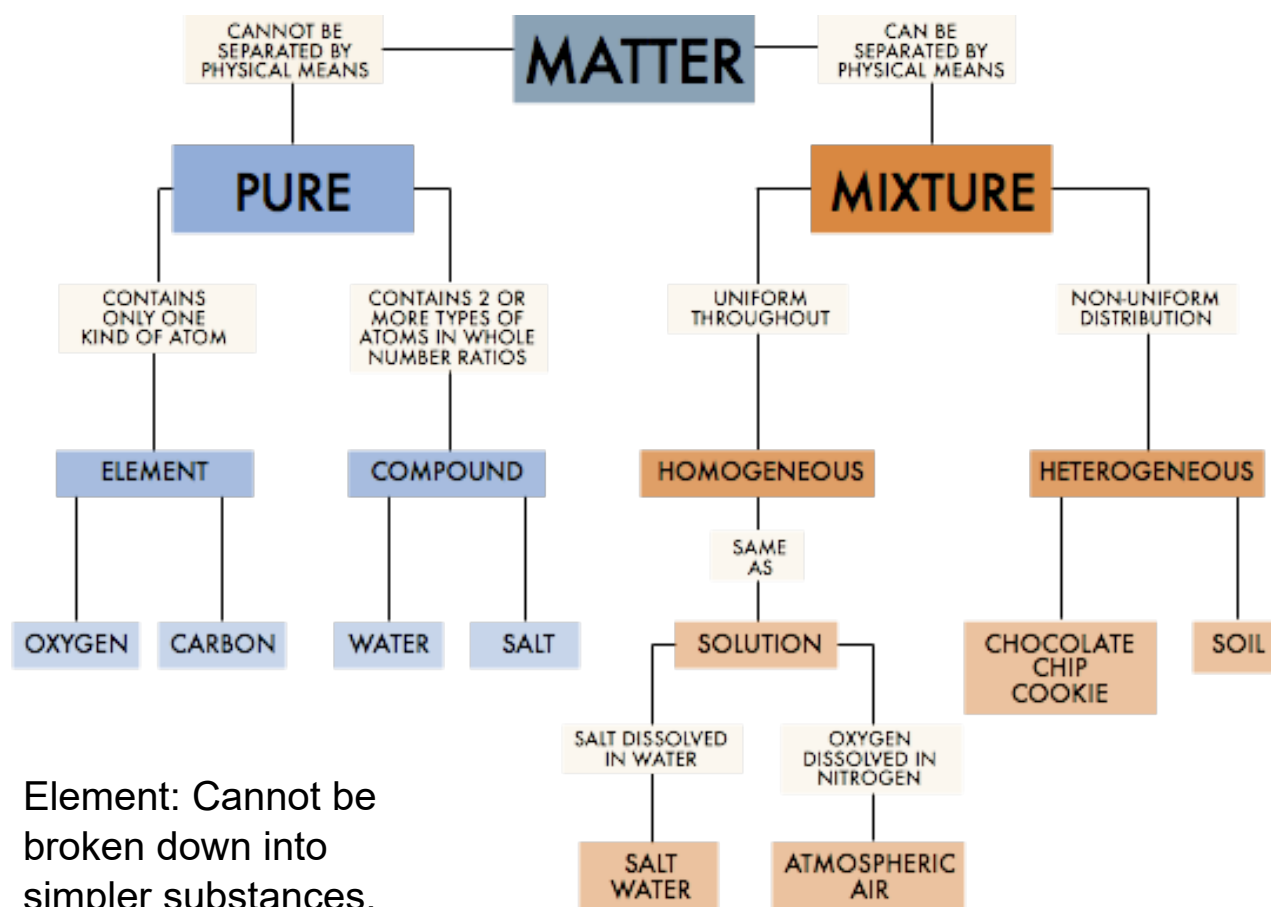 CANNOT BE
SEPARATED BY
PHYSICAL MEANS
MATTER
CAN BE
SEPARATED BY
PHYSICAL MEANS
PURE
MIXTURE
CONTAINS
ONLY ONE
KIND OF ATOM
CONTAINS 2 OR
MORE TYPES OF
ATOMS IN WHOLE
NUMBER RATIOS
UNIFORM
THROUGHOUT
NON-UNIFORM
DISTRIBUTION
ELEMENT
COMPOUND
HOMOGENEOUS
HETEROGENEOUS
SAME
AS
OXYGEN
CARBON
WATER
SALT
SOLUTION
CHOCOLATE
CHIP
COOKIE
SOIL
SALT DISSOLVED
IN WATER
OXYGEN
DISSOLVED IN
NITROGEN
SALT
WATER
ATMOSPHERIC
AIR
Element: Cannot be
broken down into
simpler substances.